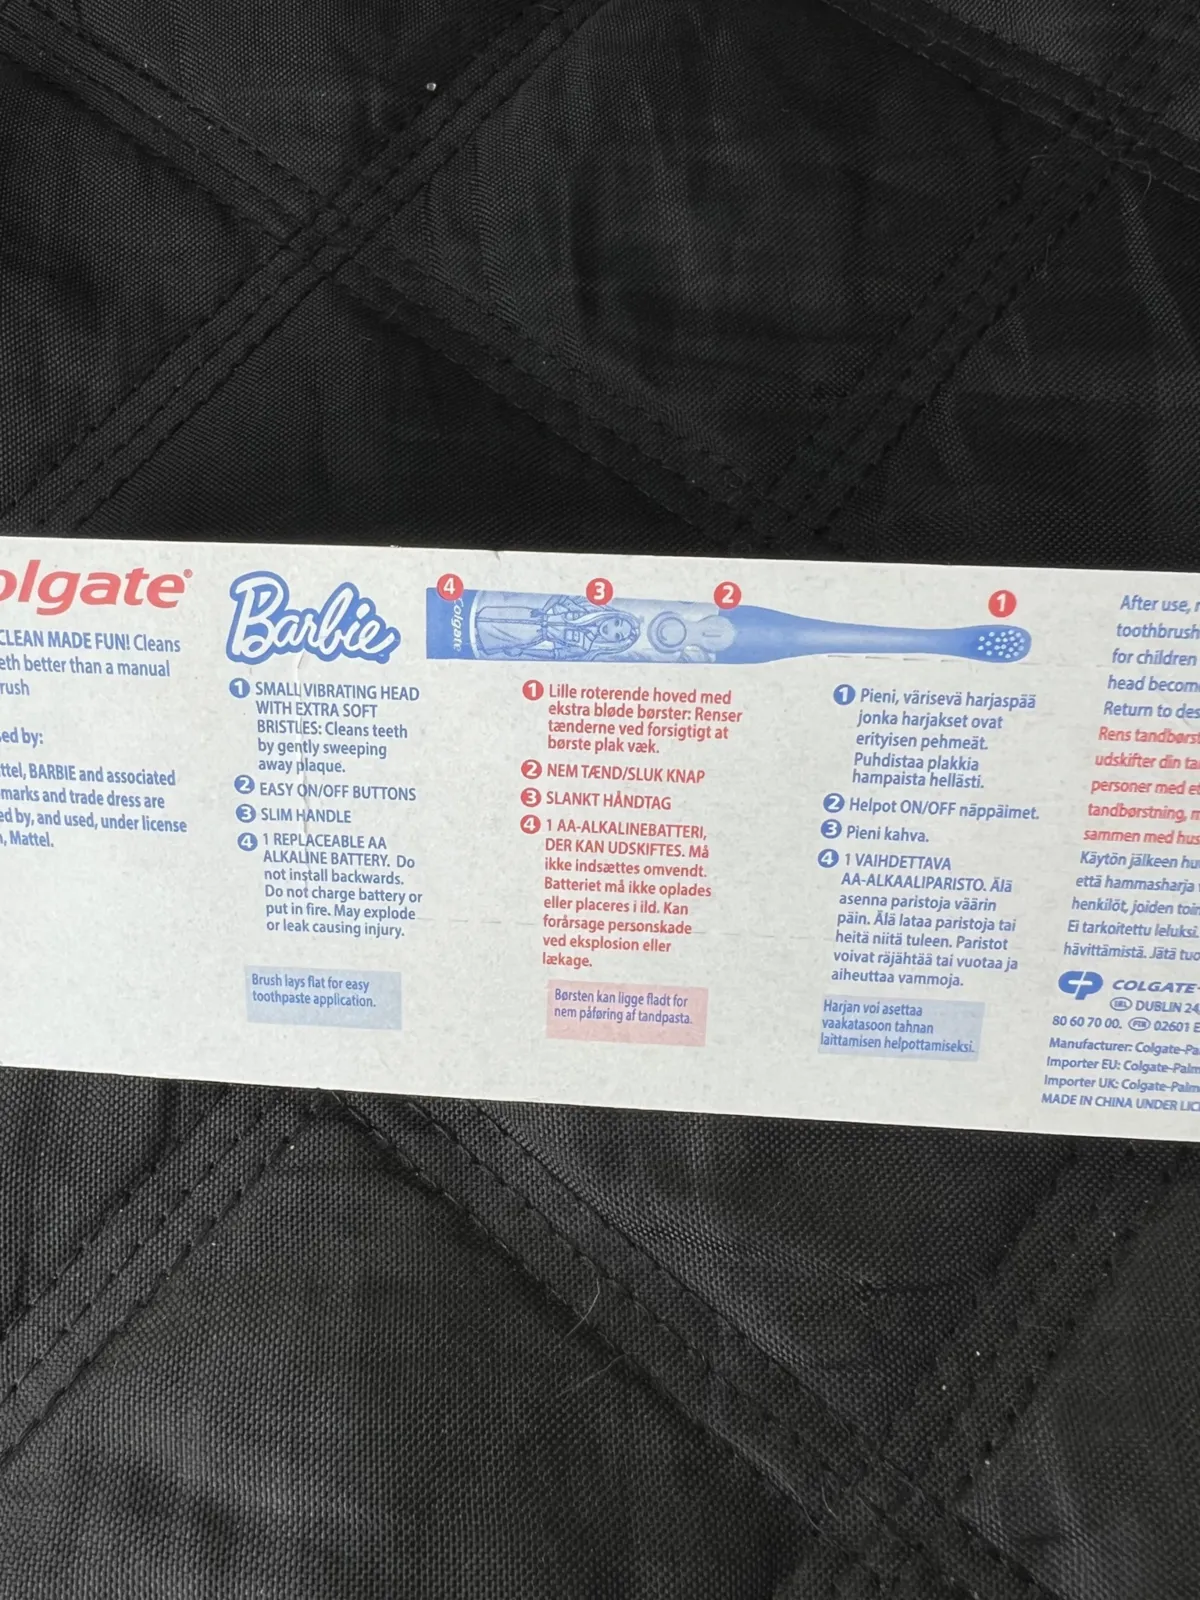 olgate®
CLEAN MADE FUN! Cleans
eth better than a manual
rush
ed by:
ttel, BARBIE and associated
marks and trade dress are
ed by, and used, under license
, Mattel.
Barbie
1 SMALL VIBRATING HEAD
WITH EXTRA SOFT
BRISTLES: Cleans teeth
by gently sweeping
away plaque.
2 EASY ON/OFF BUTTONS
3 SLIM HANDLE
4 1 REPLACEABLE AA
ALKALINE BATTERY. Do
not install backwards.
Do not charge battery or
put in fire. May explode
or leak causing injury.
Brush lays flat for easy
toothpaste application.
4 3 2 1
Colgate
1 Lille roterende hoved med
ekstra bløde børster: Renser
tænderne ved forsigtigt at
børste plak væk.
2 NEM TÆND/SLUK KNAP
3 SLANKT HÅNDTAG
4 1 AA-ALKALINEBATTERI,
DER KAN UDSKIFTES. Må
ikke indsættes omvendt.
Batteriet må ikke oplades
eller placeres i ild. Kan
forårsage personskade
ved eksplosion eller
lækage.
Børsten kan ligge fladt for
nem påføring af tandpasta.
1 Pieni, värisevä harjaspää
jonka harjakset ovat
erityisen pehmeät.
Puhdistaa plakkia
hampaista hellästi.
2 Helpot ON/OFF näppäimet.
3 Pieni kahva.
4 1 VAIHDETTAVA
AA-ALKAALIPARISTO. Älä
asenna paristoja väärin
päin. Älä lataa paristoja tai
heitä niitä tuleen. Paristot
voivat räjähtää tai vuotaa ja
aiheuttaa vammoja.
Harjan voi asettaa
vaakatasoon tahnan
laittamisen helpottamiseksi.
After use, r
toothbrush
for children
head becom
Return to des
Rens tandbørst
udskifter din ta
personer med et
tandbørstning, m
sammen med hus
Käytön jälkeen hu
että hammasharja
henkilöt, joiden toin
Ei tarkoitettu leluksi.
hävittämistä. Jätä tuo
COLGATE-
IRL DUBLIN 24,
80 60 70 00. FIN 02601 E
Manufacturer: Colgate-Pa
Importer EU: Colgate-Palm
Importer UK: Colgate-Palm
MADE IN CHINA UNDER LIC